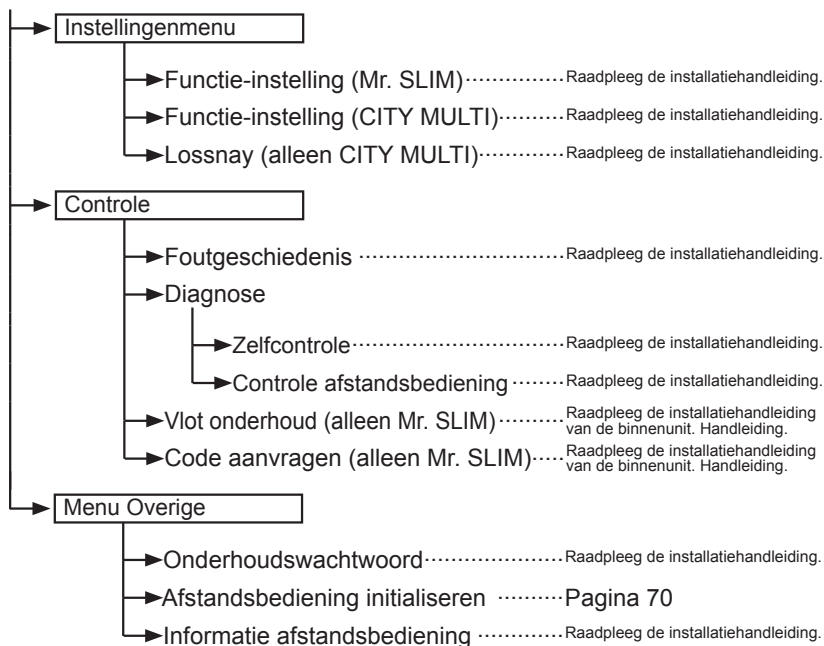 Instellingenmenu
Functie-instelling (Mr. SLIM)··············Raadpleeg de installatiehandleiding.
Functie-instelling (CITY MULTI)··········Raadpleeg de installatiehandleiding.
Lossnay (alleen CITY MULTI)·············Raadpleeg de installatiehandleiding.
Controle
Foutgeschiedenis ······························Raadpleeg de installatiehandleiding.
Diagnose
Zelfcontrole·······························Raadpleeg de installatiehandleiding.
Controle afstandsbediening ········Raadpleeg de installatiehandleiding.
Vlot onderhoud (alleen Mr. SLIM)··········Raadpleeg de installatiehandleiding
van de binnenunit. Handleiding.
Code aanvragen (alleen Mr. SLIM)·····Raadpleeg de installatiehandleiding
van de binnenunit. Handleiding.
Menu Overige
Onderhoudswachtwoord····················Raadpleeg de installatiehandleiding.
Afstandsbediening initialiseren ··········Pagina 70
Informatie afstandsbediening ·············Raadpleeg de installatiehandleiding.